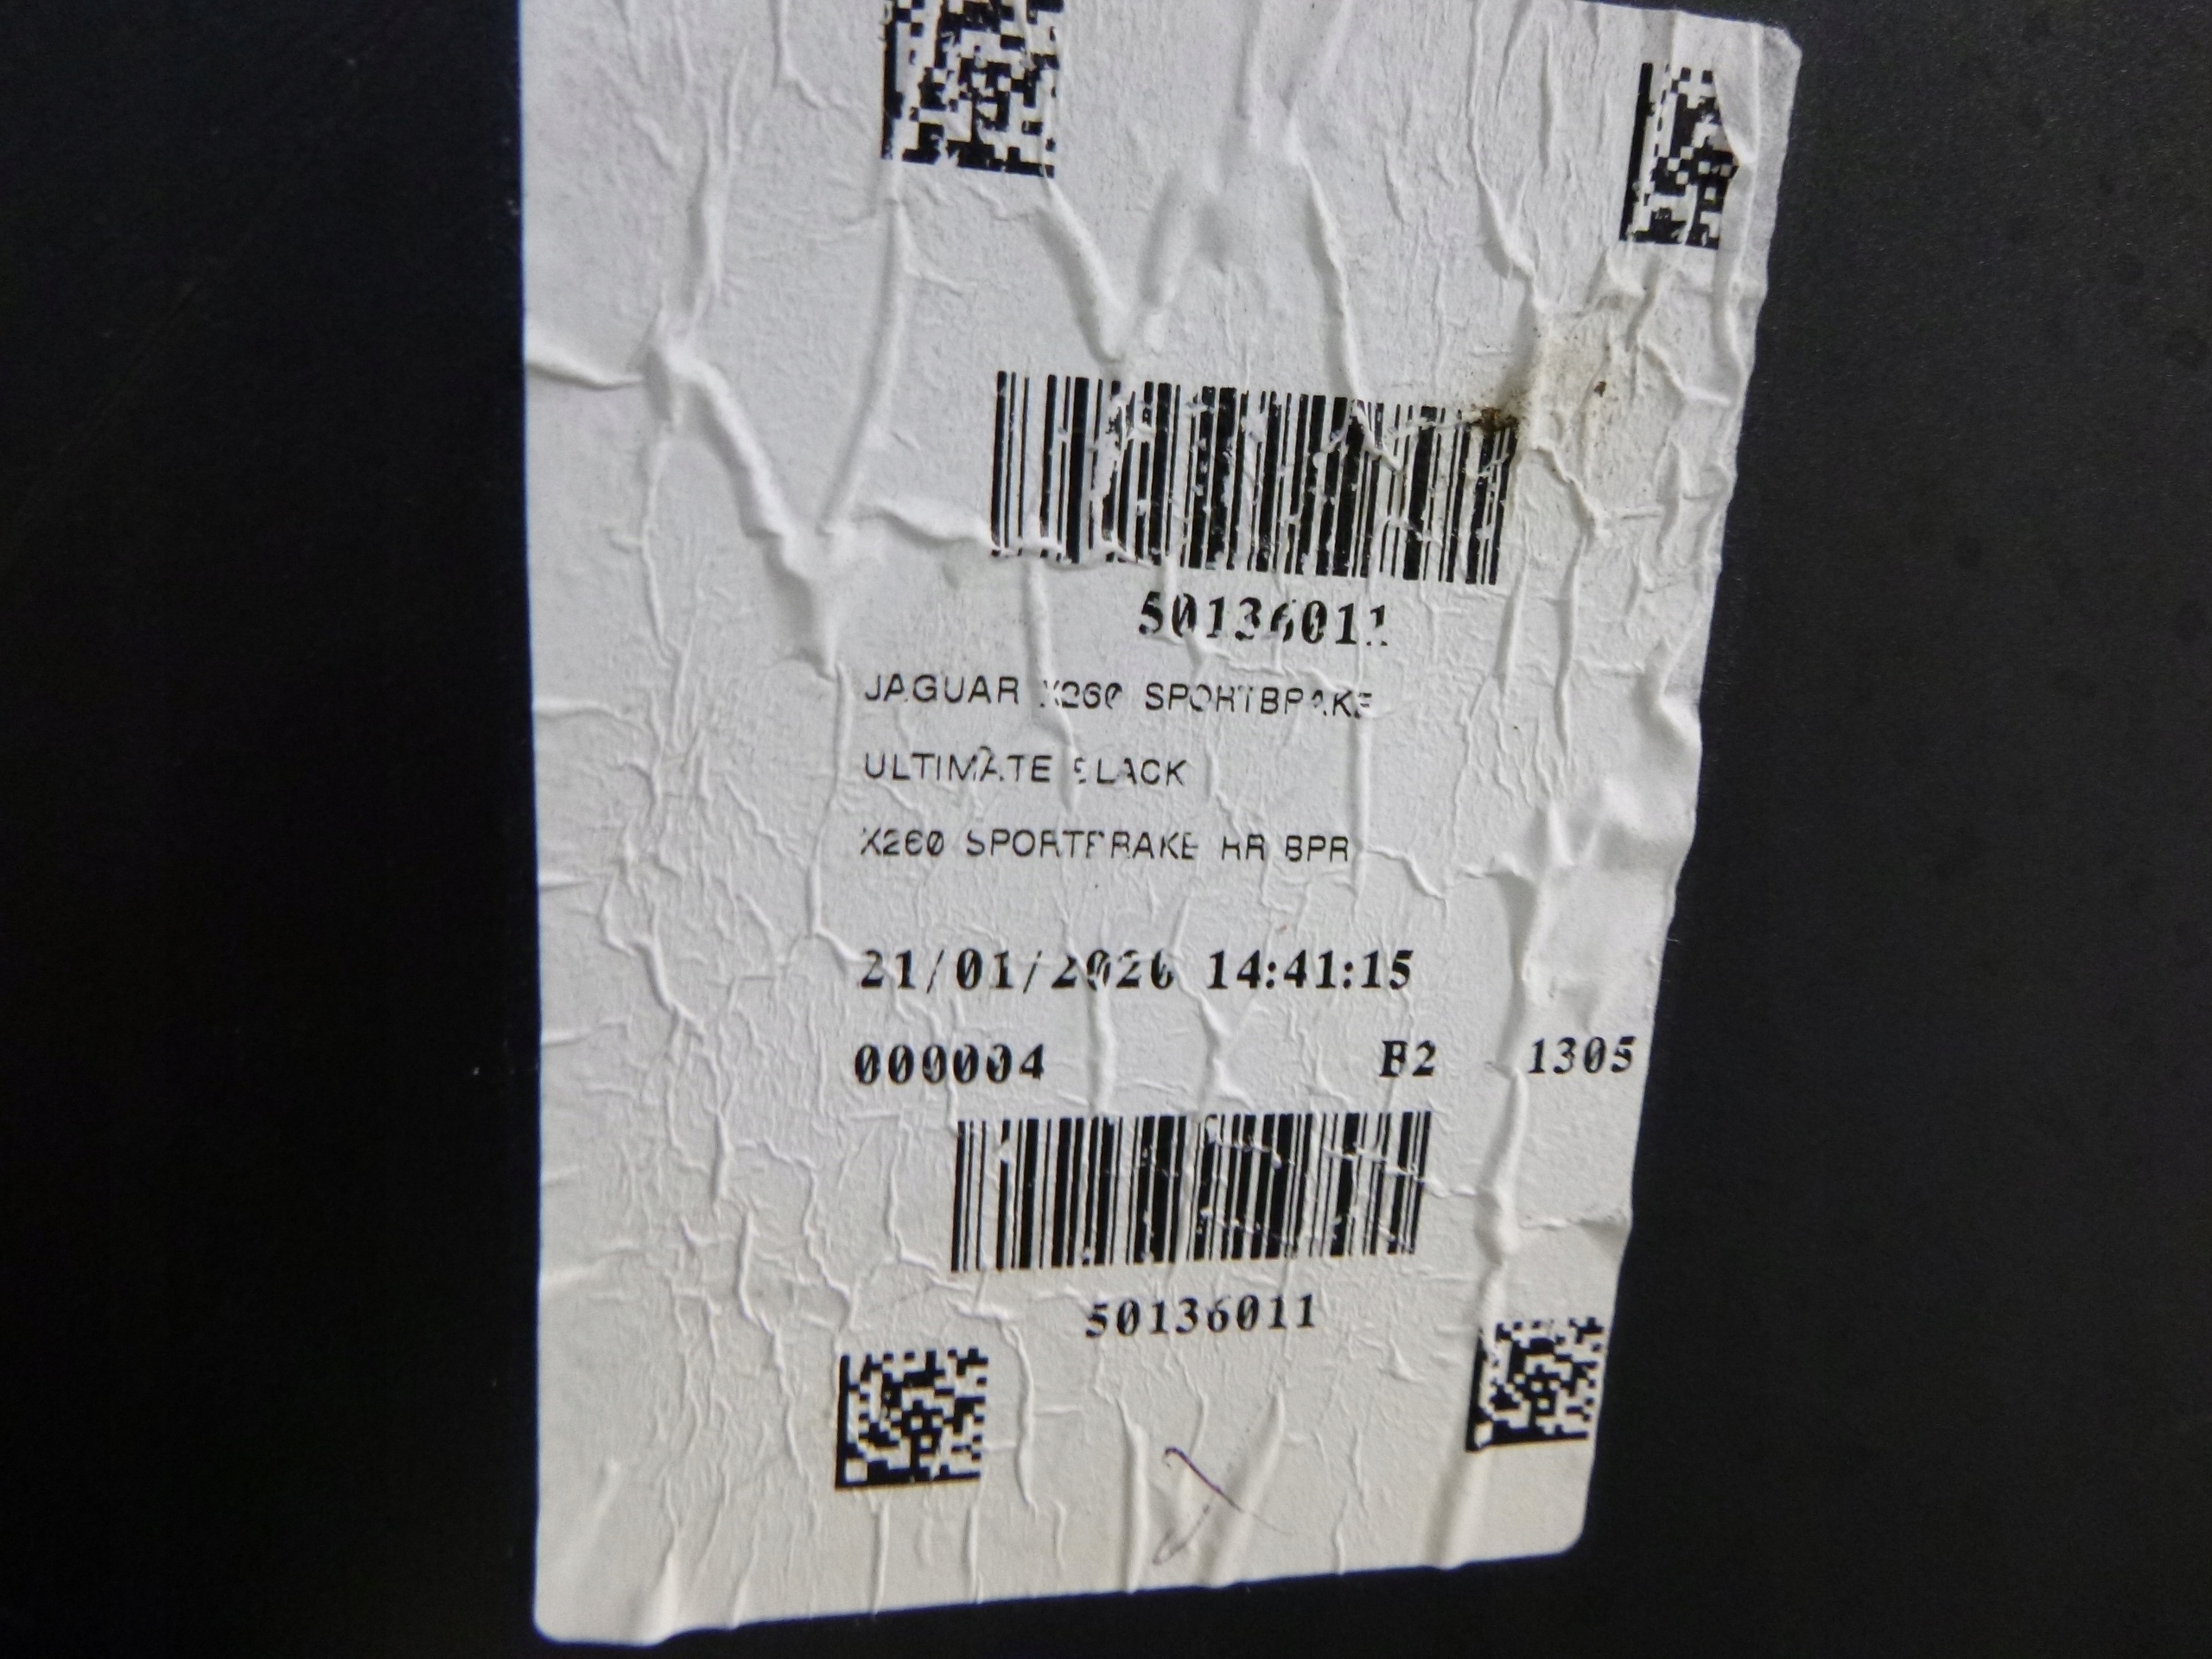 50136011
JAGUAR X260 SPORTBRAKE
ULTIMATE BLACK
X260 SPORTBRAKE HR BPR
21/01/2020 14:41:15
000004 B2 1305
50136011